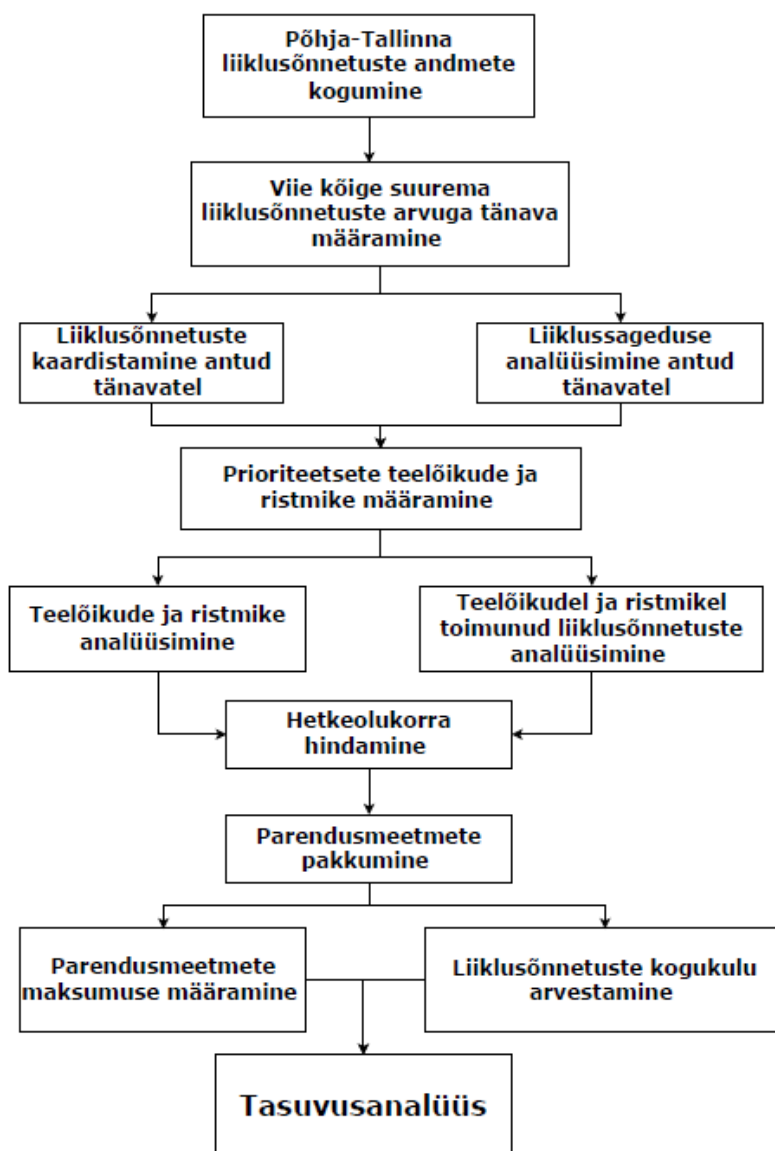 Põhja-Tallinna
liiklusõnnetuste andmete
kogumine
Viie kõige suurema
liiklusõnnetuste arvuga tänava
määramine
Liiklusõnnetuste
kaardistamine antud
tänavatel
Liiklussageduse
analüüsimine antud
tänavatel
Prioriteetsete teelõikude ja
ristmike määramine
Teelõikude ja ristmike
analüüsimine
Teelõikudel ja ristmikel
toimunud liiklusõnnetuste
analüüsimine
Hetkeolukorra
hindamine
Parendusmeetmete
pakkumine
Parendusmeetmete
maksumuse määramine
Liiklusõnnetuste kogukulu
arvestamine
Tasuvusanalüüs